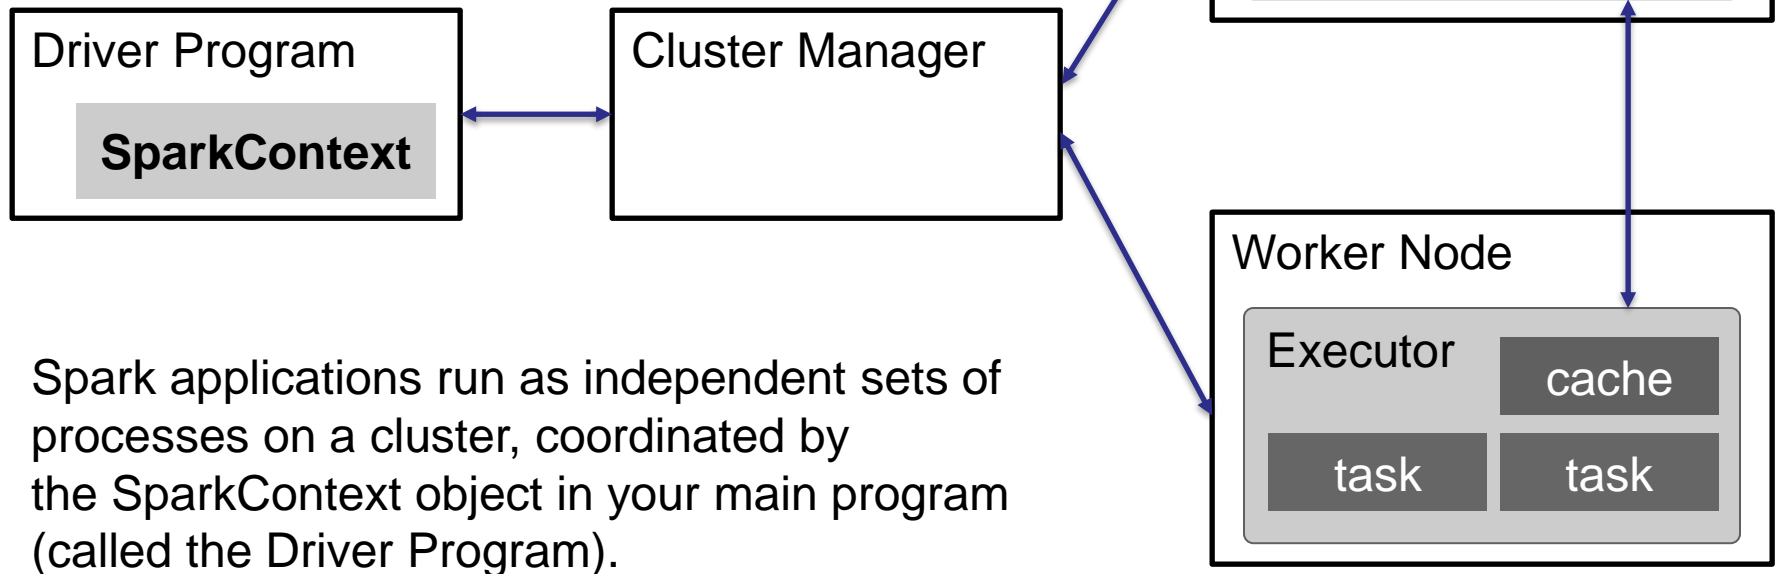 Driver Program
SparkContext
Cluster Manager
Worker Node
Executor
cache
task
task
Spark applications run as independent sets of
processes on a cluster, coordinated by
the SparkContext object in your main program
(called the Driver Program).